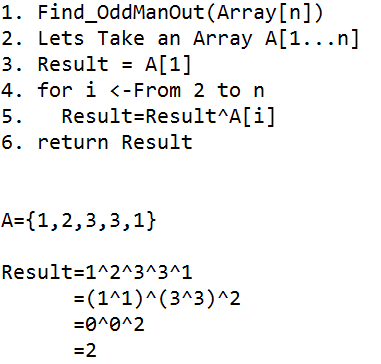 1. Find_OddManOut(Array[n])
2. Lets Take an Array A[1...n]
3. Result = A[1]
4. for i <-From 2 to n
5.   Result=Result^A[i]
6. return Result
A={1,2,3,3,1}
Result=1^2^3^3^1
=(1^1)^(3^3)^2
=0^0^2
=2